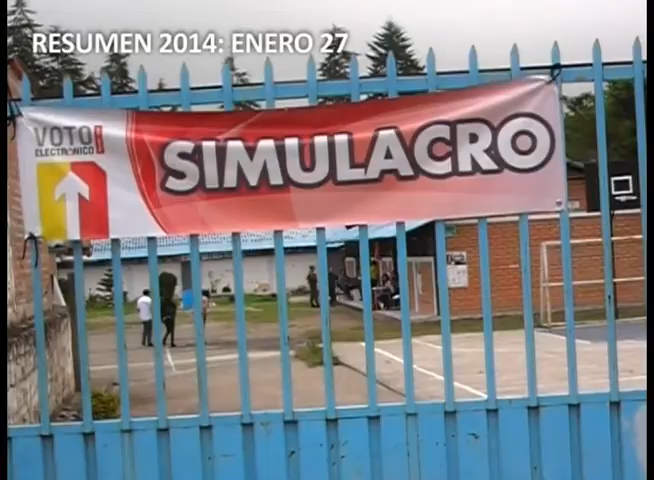 RESUMEN 2014: ENERO 27
VOTO
ELECTRÓNICO
SIMULACRO